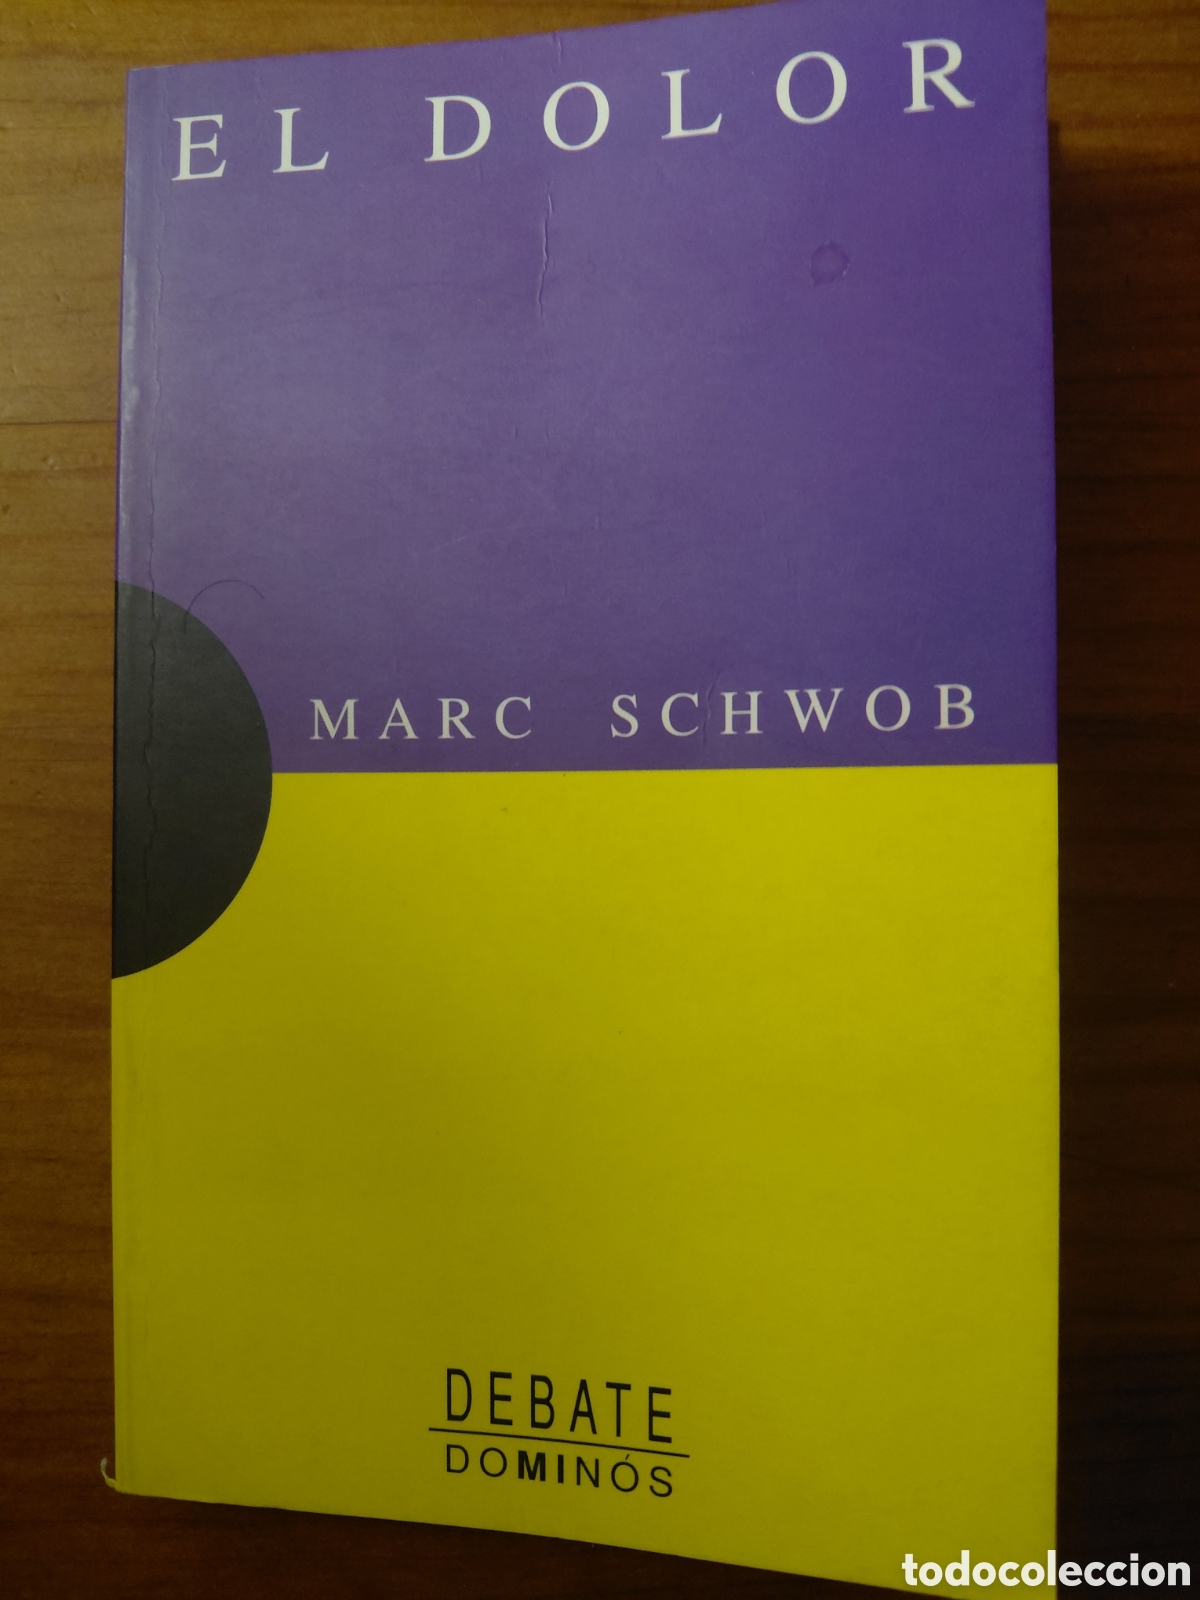 EL DOLOR
MARC SCHWOB
DEBATE
DOMINÓS
todocoleccion